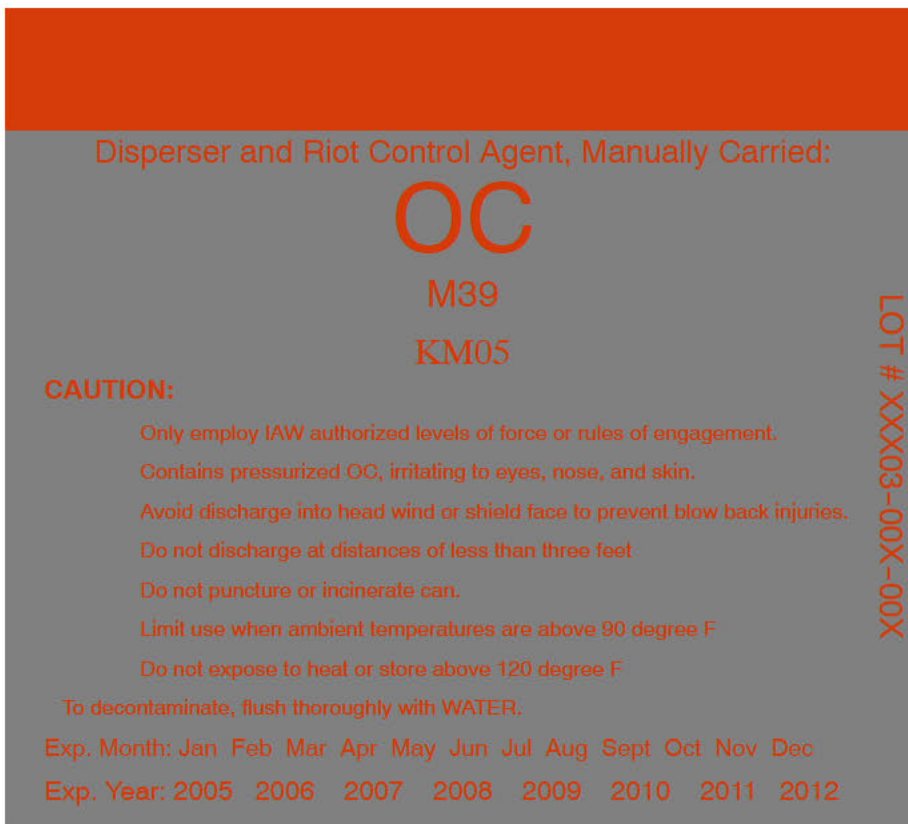 Disperser and Riot Control Agent, Manually Carried:
OC
M39
KM05
CAUTION:
Only employ IAW authorized levels of force or rules of engagement.
Contains pressurized OC, irritating to eyes, nose, and skin.
Avoid discharge into head wind or shield face to prevent blow back injuries.
Do not discharge at distances of less than three feet
Do not puncture or incinerate can.
Limit use when ambient temperatures are above 90 degree F
Do not expose to heat or store above 120 degree F
To decontaminate, flush thoroughly with WATER.
Exp. Month: Jan Feb Mar Apr May Jun Jul Aug Sept Oct Nov Dec
Exp. Year: 2005 2006 2007 2008 2009 2010 2011 2012
LOT # XXX03-00X-00X